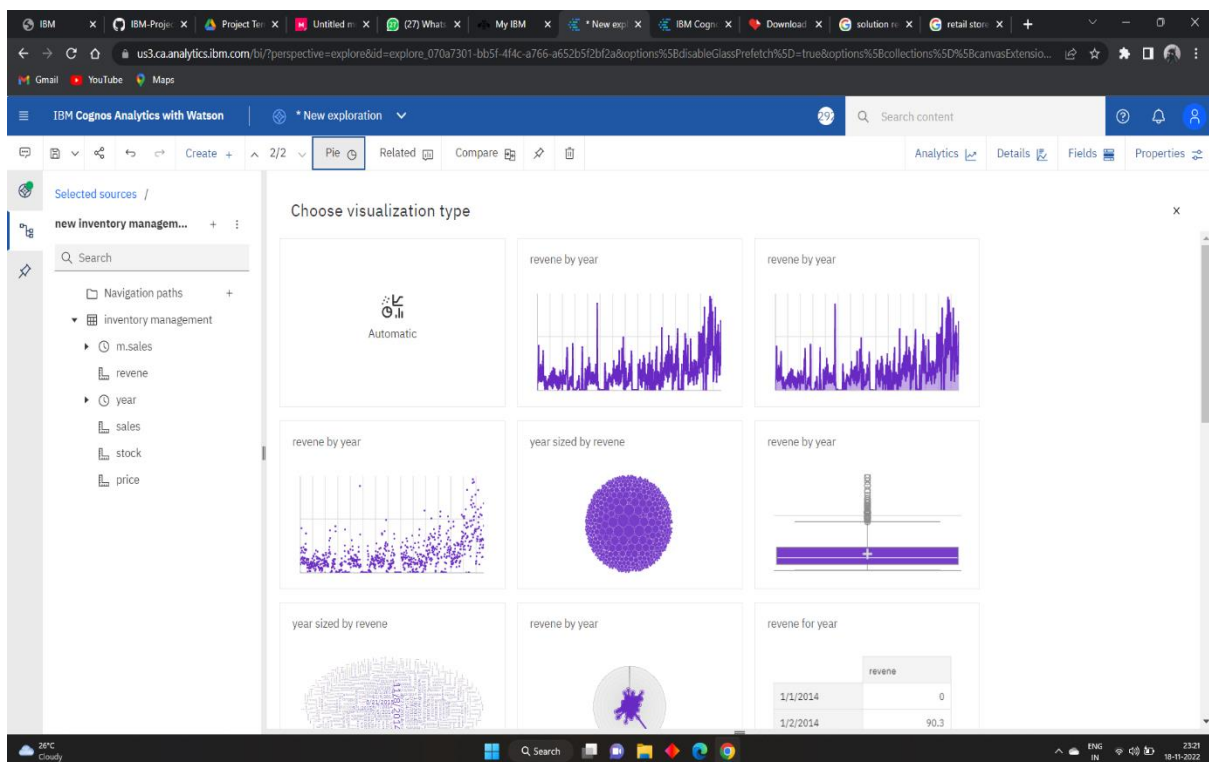 IBM
IBM-Projec
Project Ter
Untitled m
(27) Whats
My IBM
* New expl
IBM Cogno
Download
solution re
retail store
us3.ca.analytics.ibm.com/bi/?perspective=explore&id=explore_070a7301-bb5f-4f4c-a766-a652b5f2bf2a&options%5BdisableGlassPrefetch%5D=true&options%5Bcollections%5D%5BcanvasExtensio...
Gmail YouTube Maps
IBM Cognos Analytics with Watson
* New exploration
Search content
Create +
2/2
Pie
Related
Compare
Analytics
Details
Fields
Properties
Selected sources /
new inventory managem...
Search
Navigation paths
inventory management
m.sales
revene
year
sales
stock
price
Choose visualization type
Automatic
revene by year
revene by year
revene by year
year sized by revene
revene by year
year sized by revene
revene by year
revene for year
revene
1/1/2014 0
1/2/2014 90.3
26°C
Cloudy
Search
ENG
IN
23:21
18-11-2022